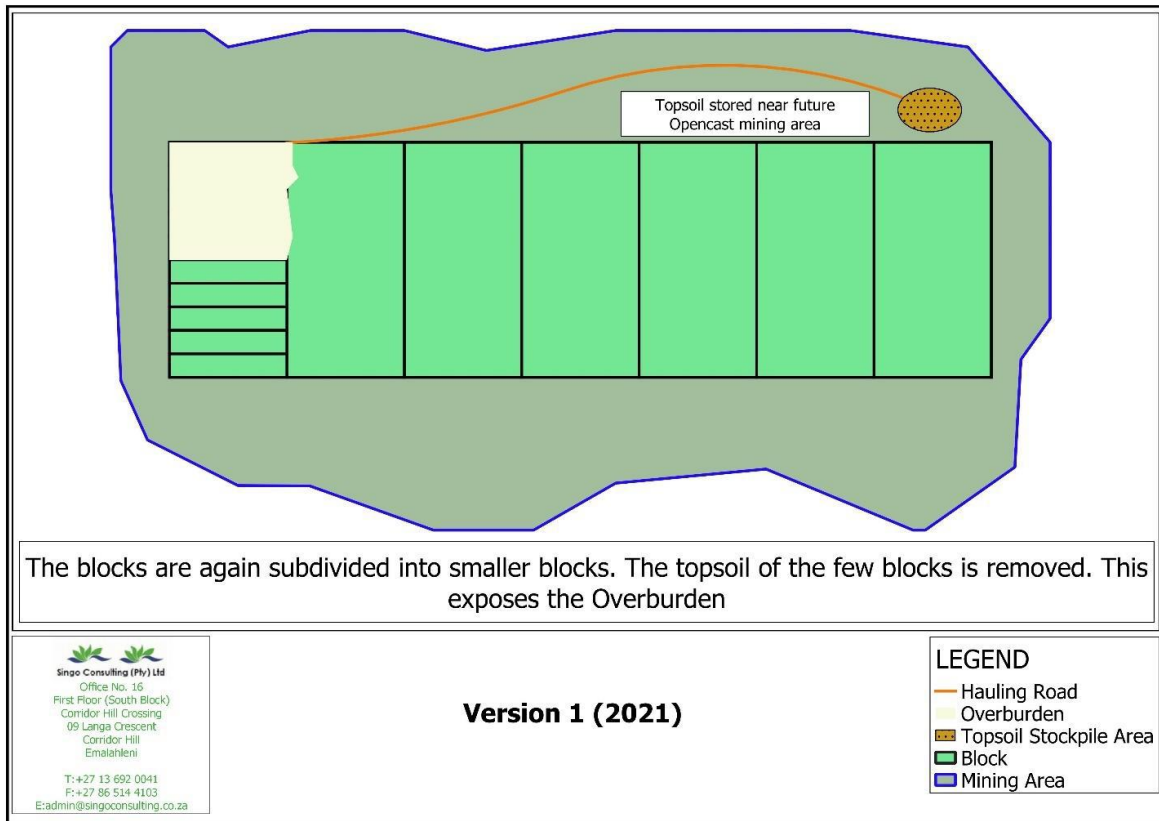 Topsoil stored near future
Opencast mining area
The blocks are again subdivided into smaller blocks. The topsoil of the few blocks is removed. This
exposes the Overburden
Singo Consulting (Pty) Ltd
Office No. 16
First Floor (South Block)
Corridor Hill Crossing
09 Langa Crescent
Corridor Hill
Emalahleni
T:+27 13 692 0041
F:+27 86 514 4103
E:admin@singoconsulting.co.za
Version 1 (2021)
LEGEND
Hauling Road
Overburden
Topsoil Stockpile Area
Block
Mining Area